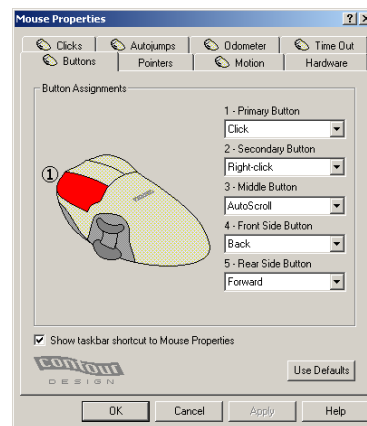 Mouse Properties
Clicks
Autojumps
Odometer
Time Out
Buttons
Pointers
Motion
Hardware
Button Assignments
1 - Primary Button
Click
2 - Secondary Button
Right-click
3 - Middle Button
AutoScroll
4 - Front Side Button
Back
5 - Rear Side Button
Forward
1
Show taskbar shortcut to Mouse Properties
contour
DESIGN
Use Defaults
OK
Cancel
Apply
Help